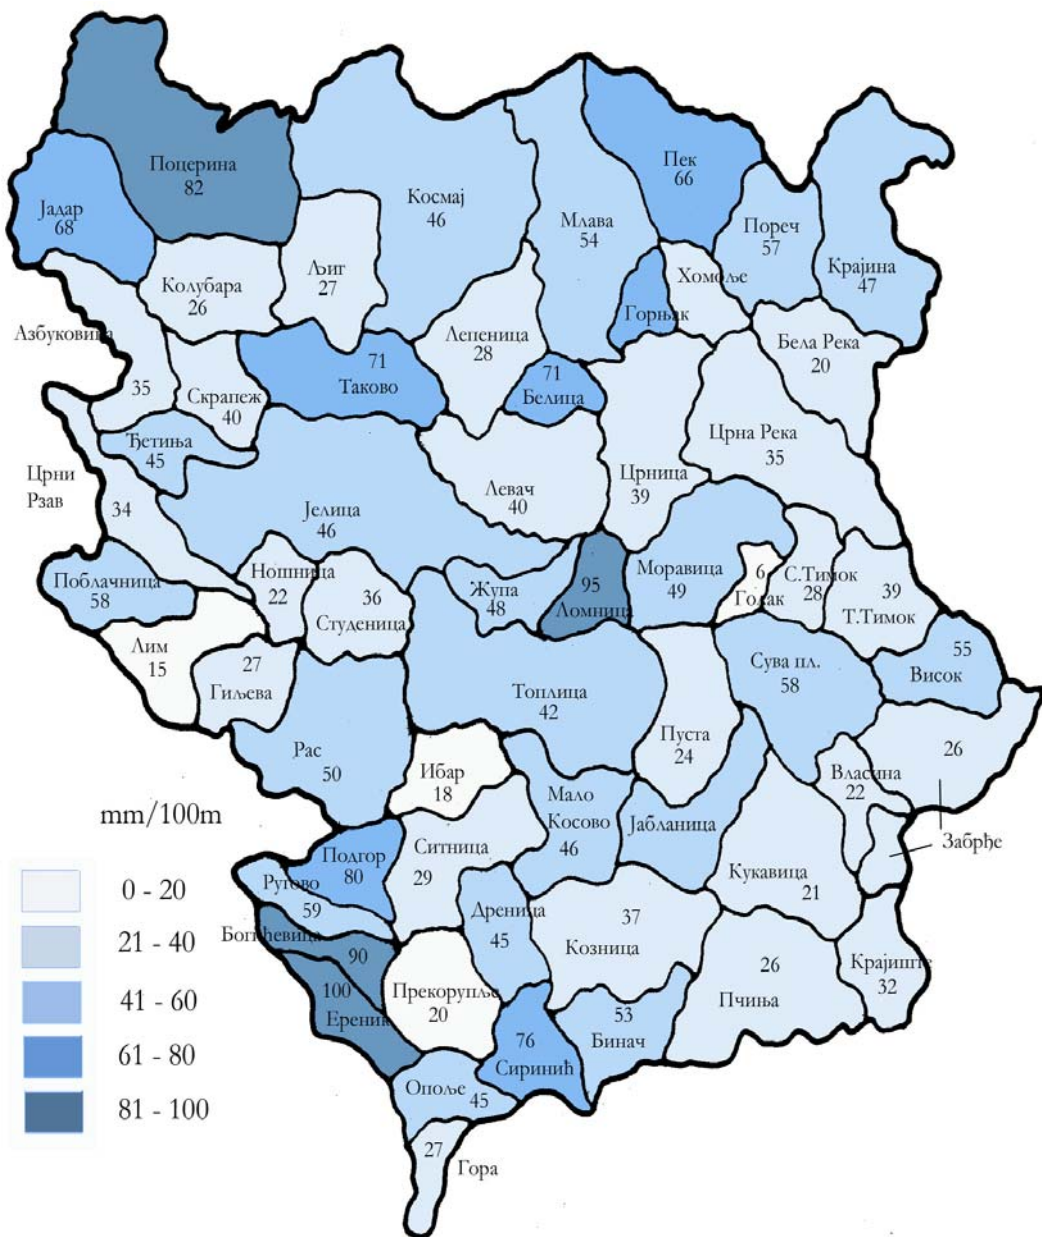 Поцерина
82
Јадар
68
Колубара
26
Љиг
27
Космај
46
Млава
54
Пек
66
Пореч
57
Крајина
47
Хомоље
Горњак
Бела Река
20
Азбуковица
35
Скрапеж
40
71
Таково
Лепеница
28
71
Белица
Ђетиња
45
Црни
Рзав
34
Јелица
46
Левач
40
Црница
39
Црна Река
35
Поблачница
58
Ношница
22
36
Студеница
Жупа
48
95
Ломница
Моравица
49
6
Голак
С.Тимок
28
39
Т.Тимок
Лим
15
27
Гиљева
Топлица
42
Сува пл.
58
55
Висок
Рас
50
Пуста
24
Ибар
18
Мало
Косово
46
Јабланица
Власина
22
26
Забрђе
Подгор
80
Ситница
29
Кукавица
21
Ругово
59
Богићевица
90
100
Ереник
Дреница
45
37
Козница
Прекорупље
20
26
Пчиња
Крајиште
32
76
Сиринић
53
Бинач
Опоље
45
27
Гора
mm/100m
0 - 20
21 - 40
41 - 60
61 - 80
81 - 100